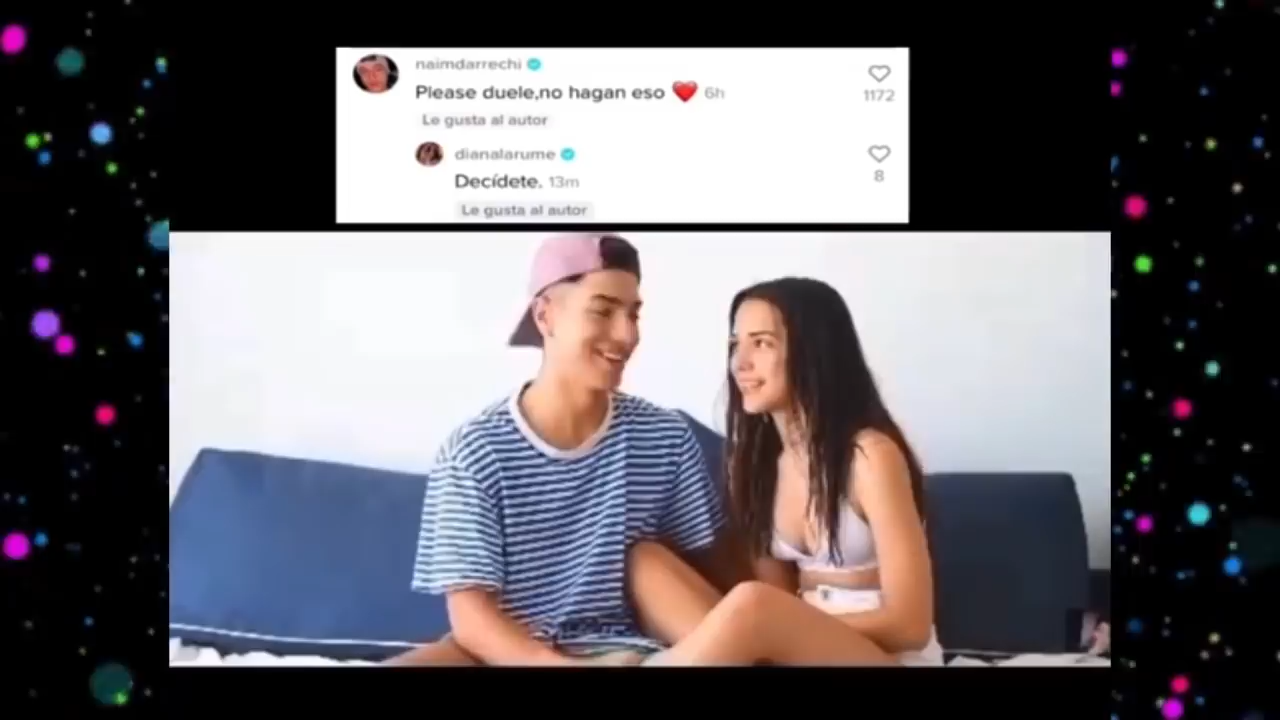 naimdarrechi
Please duele,no hagan eso ❤️ 6h
1172
Le gusta al autor
dianalarume
Decídete. 13m
8
Le gusta al autor